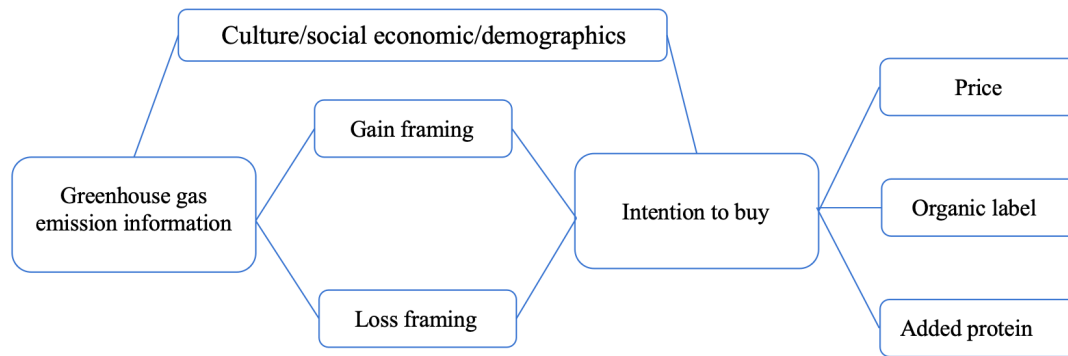 Culture/social economic/demographics
Gain framing
Price
Greenhouse gas
emission information
Intention to buy
Organic label
Loss framing
Added protein